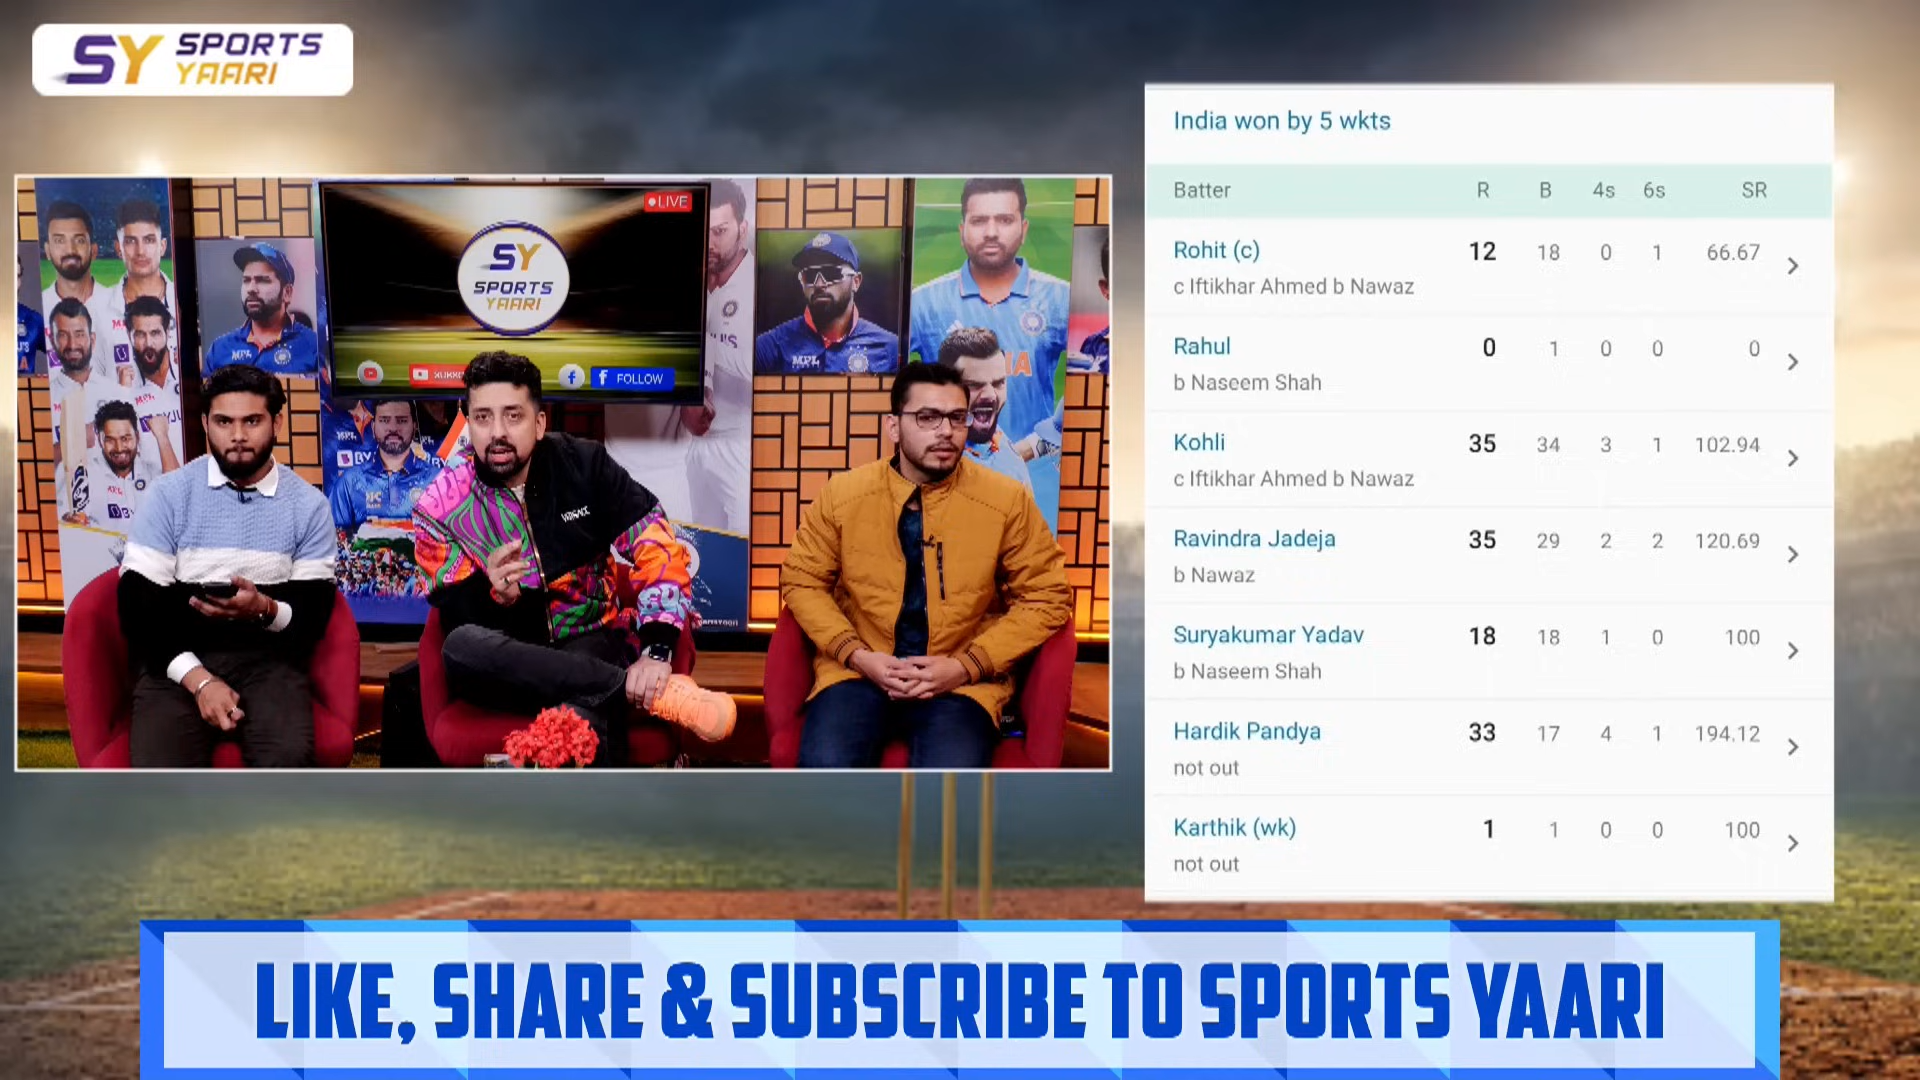 SY SPORTS
YAARI
India won by 5 wkts
Batter R B 4s 6s SR
Rohit (c) 12 18 0 1 66.67
c Iftikhar Ahmed b Nawaz
Rahul 0 1 0 0 0
b Naseem Shah
Kohli 35 34 3 1 102.94
c Iftikhar Ahmed b Nawaz
Ravindra Jadeja 35 29 2 2 120.69
b Nawaz
Suryakumar Yadav 18 18 1 0 100
b Naseem Shah
Hardik Pandya 33 17 4 1 194.12
not out
Karthik (wk) 1 1 0 0 100
not out
LIVE
SY
SPORTS
YAARI
f FOLLOW
MPL
MPL
VERSACE
LIKE, SHARE & SUBSCRIBE TO SPORTS YAARI